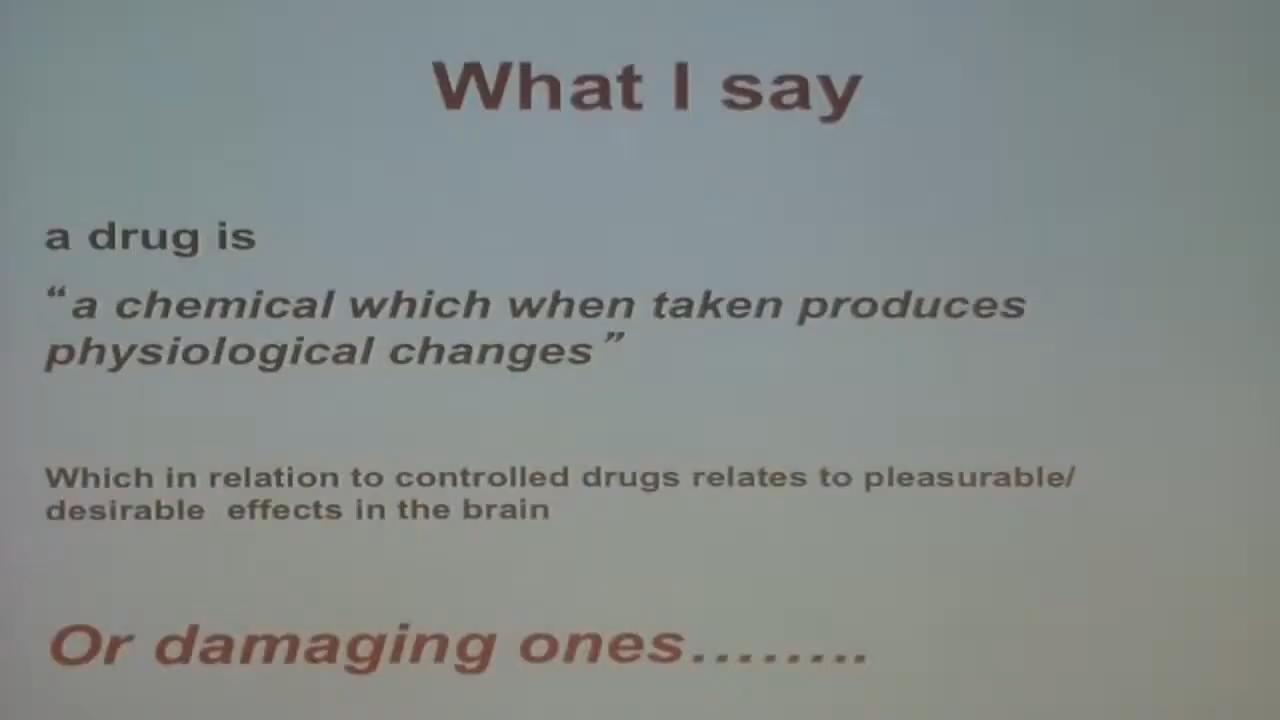 What I say
a drug is
“a chemical which when taken produces
physiological changes”
Which in relation to controlled drugs relates to pleasurable/
desirable effects in the brain
Or damaging ones........